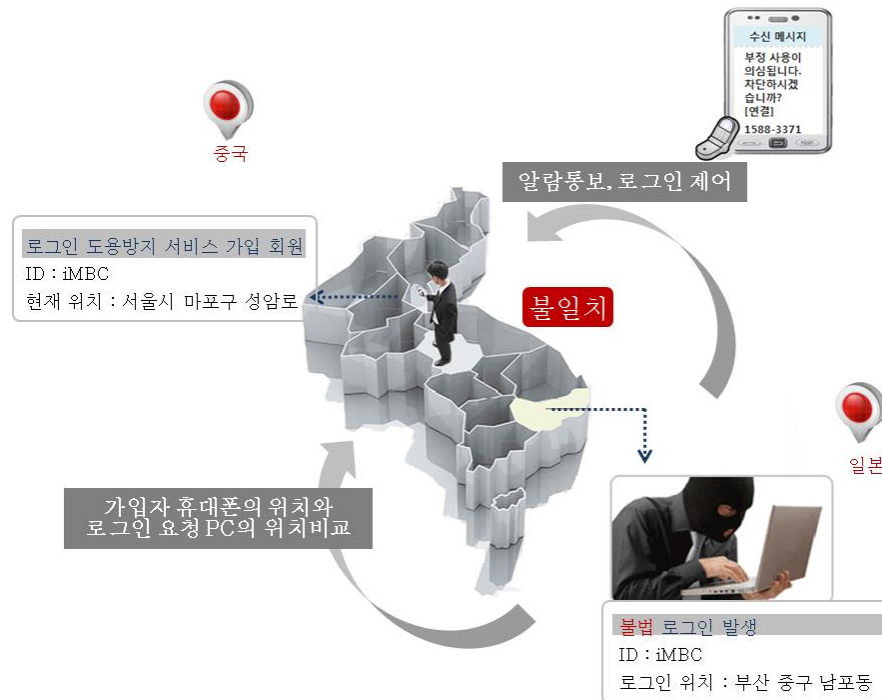 수신 메시지
부정 사용이
의심됩니다.
차단하시겠
습니까?
[연결]
1588-3371
중국
알람통보, 로그인 제어
로그인 도용방지 서비스 가입 회원
ID : iMBC
현재 위치 : 서울시 마포구 성암로
불일치
일본
가입자 휴대폰의 위치와
로그인 요청 PC의 위치비교
불법 로그인 발생
ID : iMBC
로그인 위치 : 부산 중구 남포동